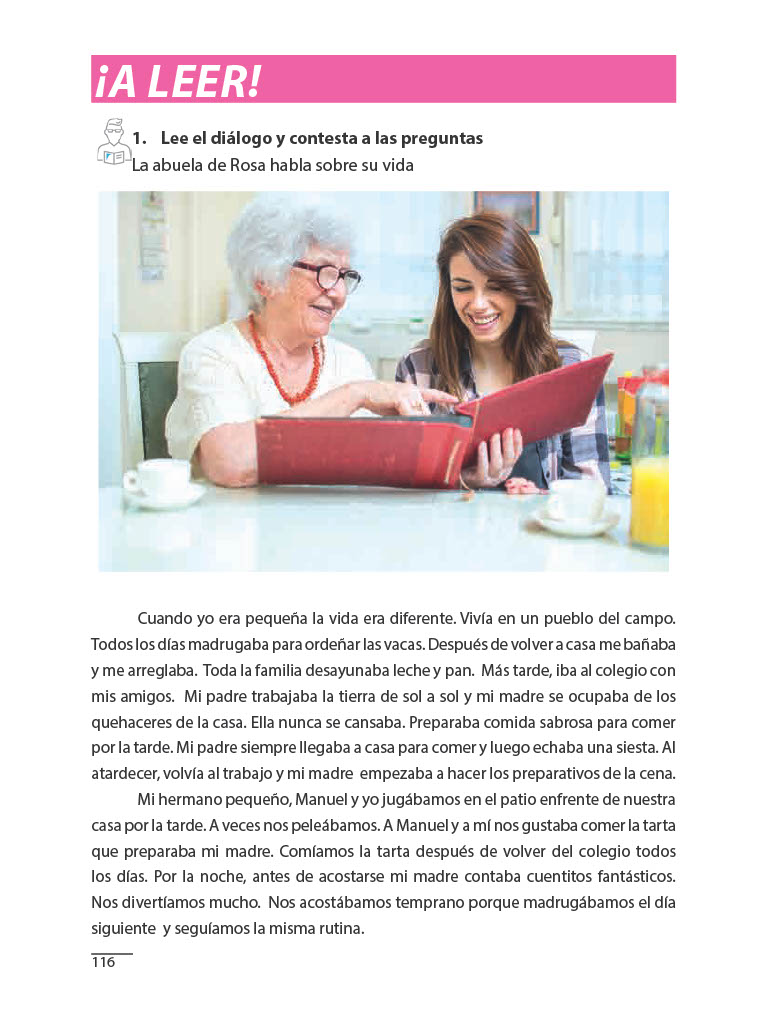 ¡A LEER!
1. Lee el diálogo y contesta a las preguntas
La abuela de Rosa habla sobre su vida
Cuando yo era pequeña la vida era diferente. Vivía en un pueblo del campo.
Todos los días madrugaba para ordeñar las vacas. Después de volver a casa me bañaba
y me arreglaba. Toda la familia desayunaba leche y pan. Más tarde, iba al colegio con
mis amigos. Mi padre trabajaba la tierra de sol a sol y mi madre se ocupaba de los
quehaceres de la casa. Ella nunca se cansaba. Preparaba comida sabrosa para comer
por la tarde. Mi padre siempre llegaba a casa para comer y luego echaba una siesta. Al
atardecer, volvía al trabajo y mi madre empezaba a hacer los preparativos de la cena.
Mi hermano pequeño, Manuel y yo jugábamos en el patio enfrente de nuestra
casa por la tarde. A veces nos peleábamos. A Manuel y a mí nos gustaba comer la tarta
que preparaba mi madre. Comíamos la tarta después de volver del colegio todos
los días. Por la noche, antes de acostarse mi madre contaba cuentitos fantásticos.
Nos divertíamos mucho. Nos acostábamos temprano porque madrugábamos el día
siguiente y seguíamos la misma rutina.
116